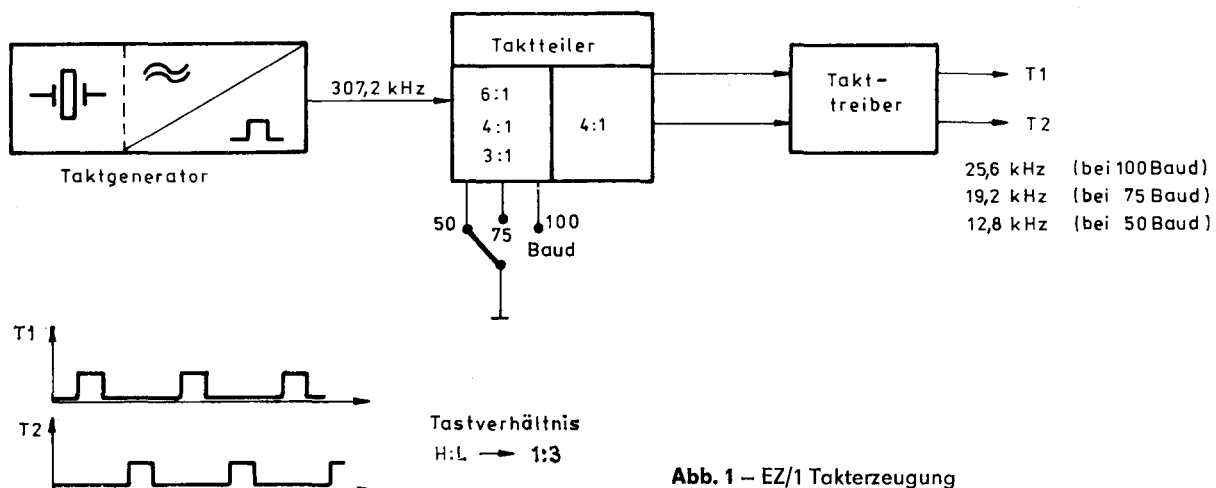 Taktteiler
307,2 kHz
6:1
4:1
3:1
4:1
Takt-
treiber
T1
T2
Taktgenerator
25,6 kHz (bei 100 Baud)
19,2 kHz (bei 75 Baud)
12,8 kHz (bei 50 Baud)
50
75
100
Baud
T1
T2
Tastverhältnis
H:L → 1:3
Abb. 1 – EZ/1 Takterzeugung